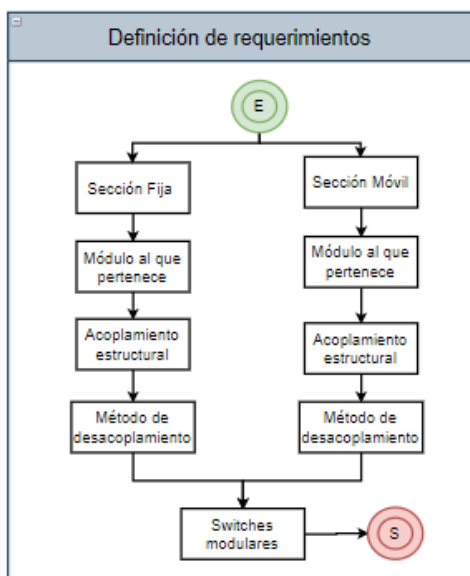 Definición de requerimientos
E
Sección Fija
Sección Móvil
Módulo al que
pertenece
Módulo al que
pertenece
Acoplamiento
estructural
Acoplamiento
estructural
Método de
desacoplamiento
Método de
desacoplamiento
Switches
modulares
S